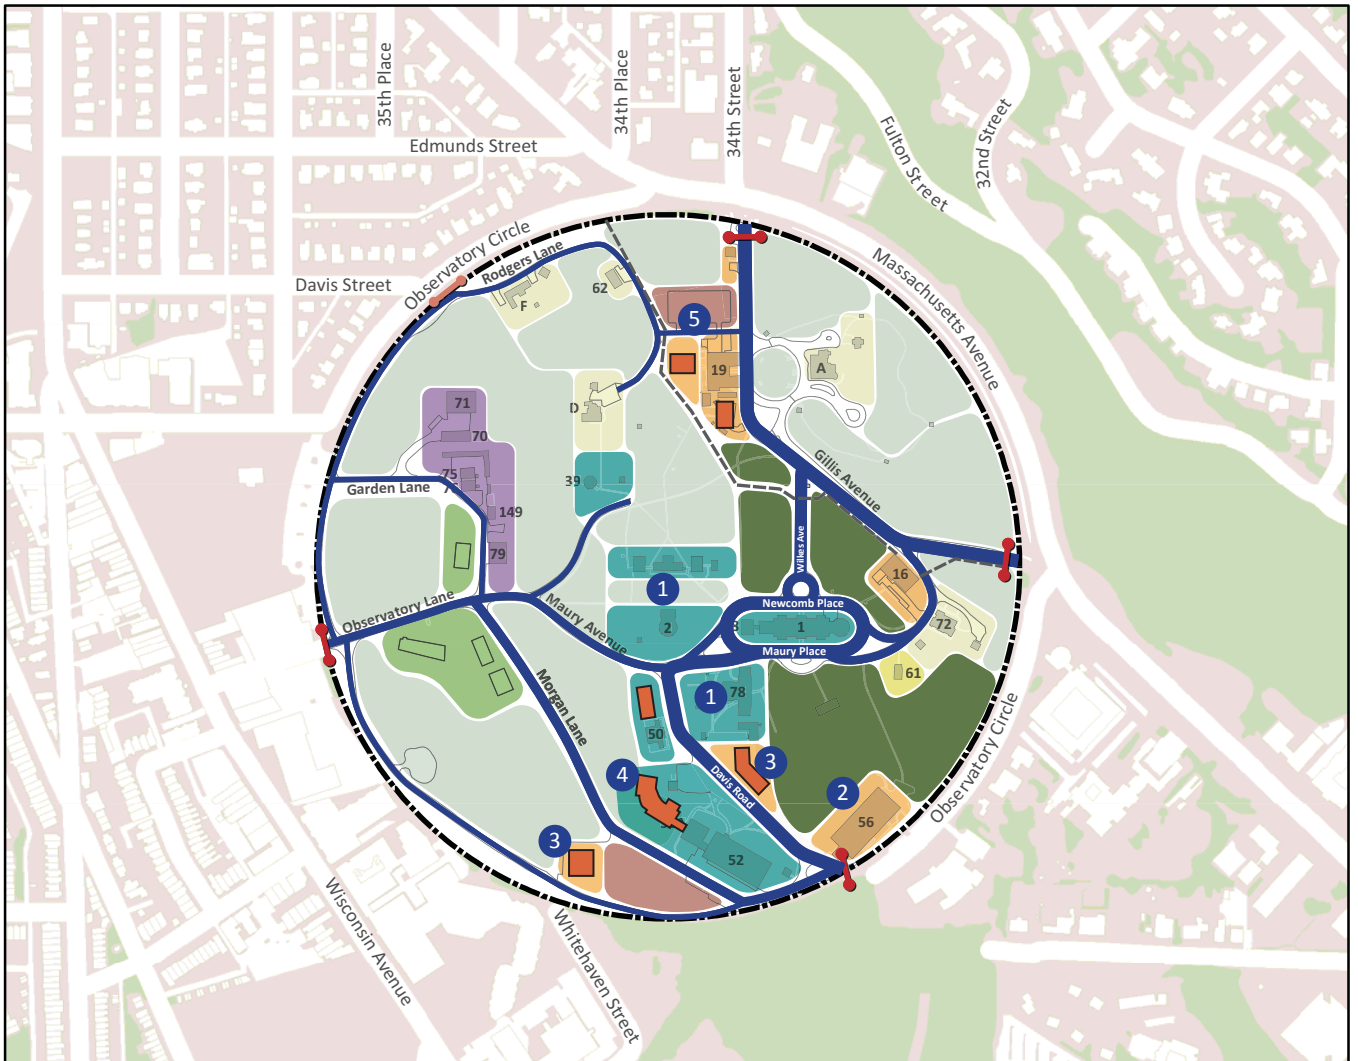 35th Place
34th Place
34th Street
Fulton Street
32nd Street
Edmunds Street
Observatory Circle
Rodgers Lane
Massachusetts Avenue
Davis Street
62
F
5
19
A
71
D
70
Gillis Avenue
75
39
Garden Lane
149
Wilkes Ave
79
16
1
Observatory Lane
Maury Avenue
Newcomb Place
2
1
72
Maury Place
61
78
1
Morgan Lane
50
Observatory Circle
3
4
Davis Road
2
56
3
52
Wisconsin Avenue
Whitehaven Street